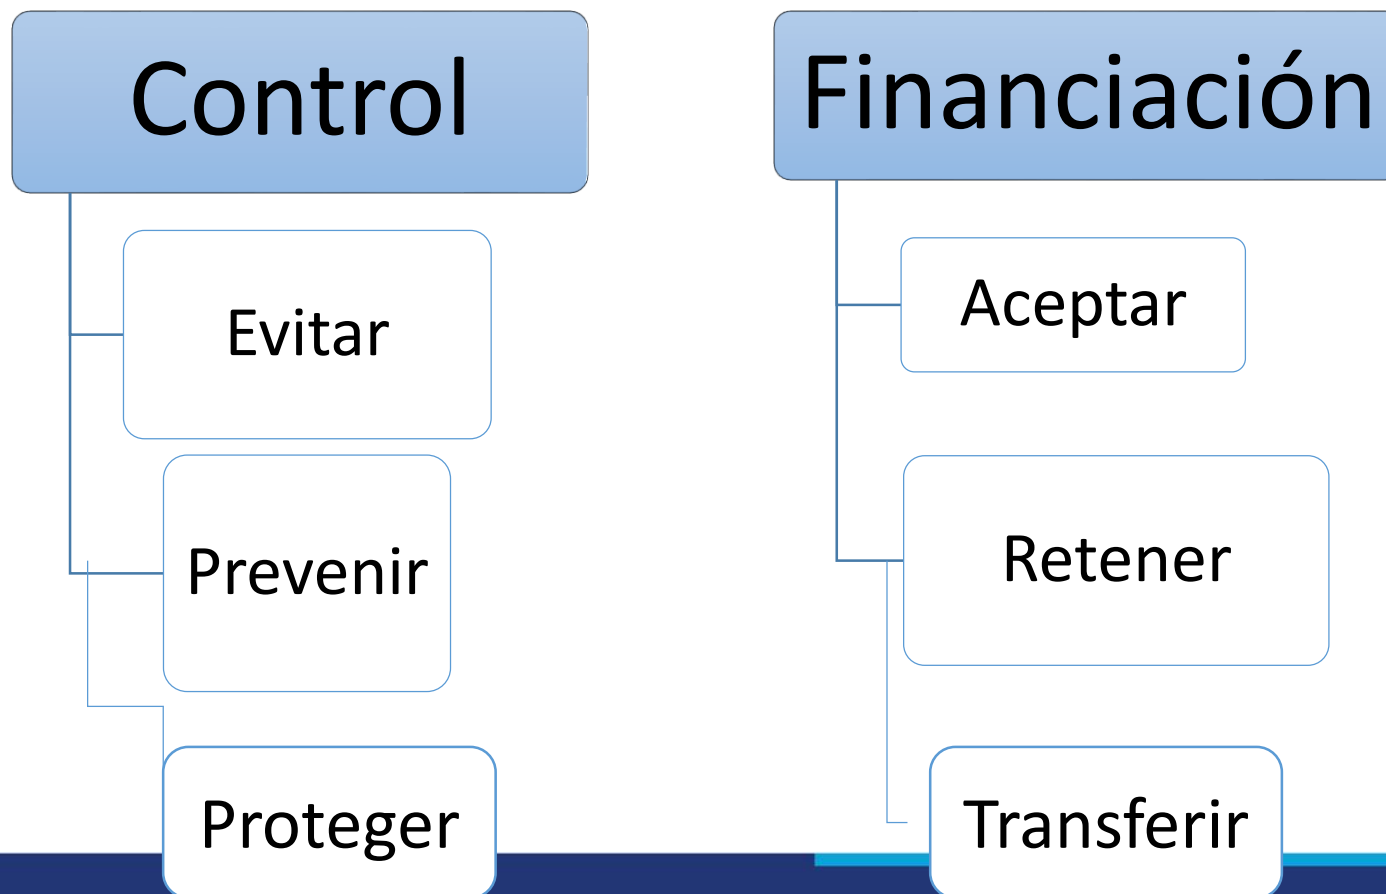 Control
Evitar
Prevenir
Proteger
Financiación
Aceptar
Retener
Transferir